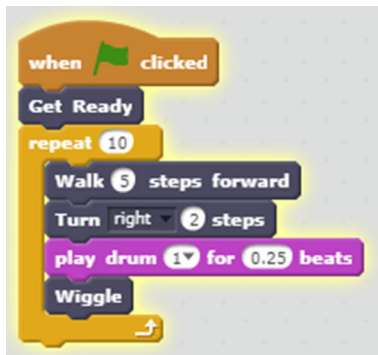 when clicked
Get Ready
repeat 10
Walk 5 steps forward
Turn right 2 steps
play drum 1 for 0.25 beats
Wiggle